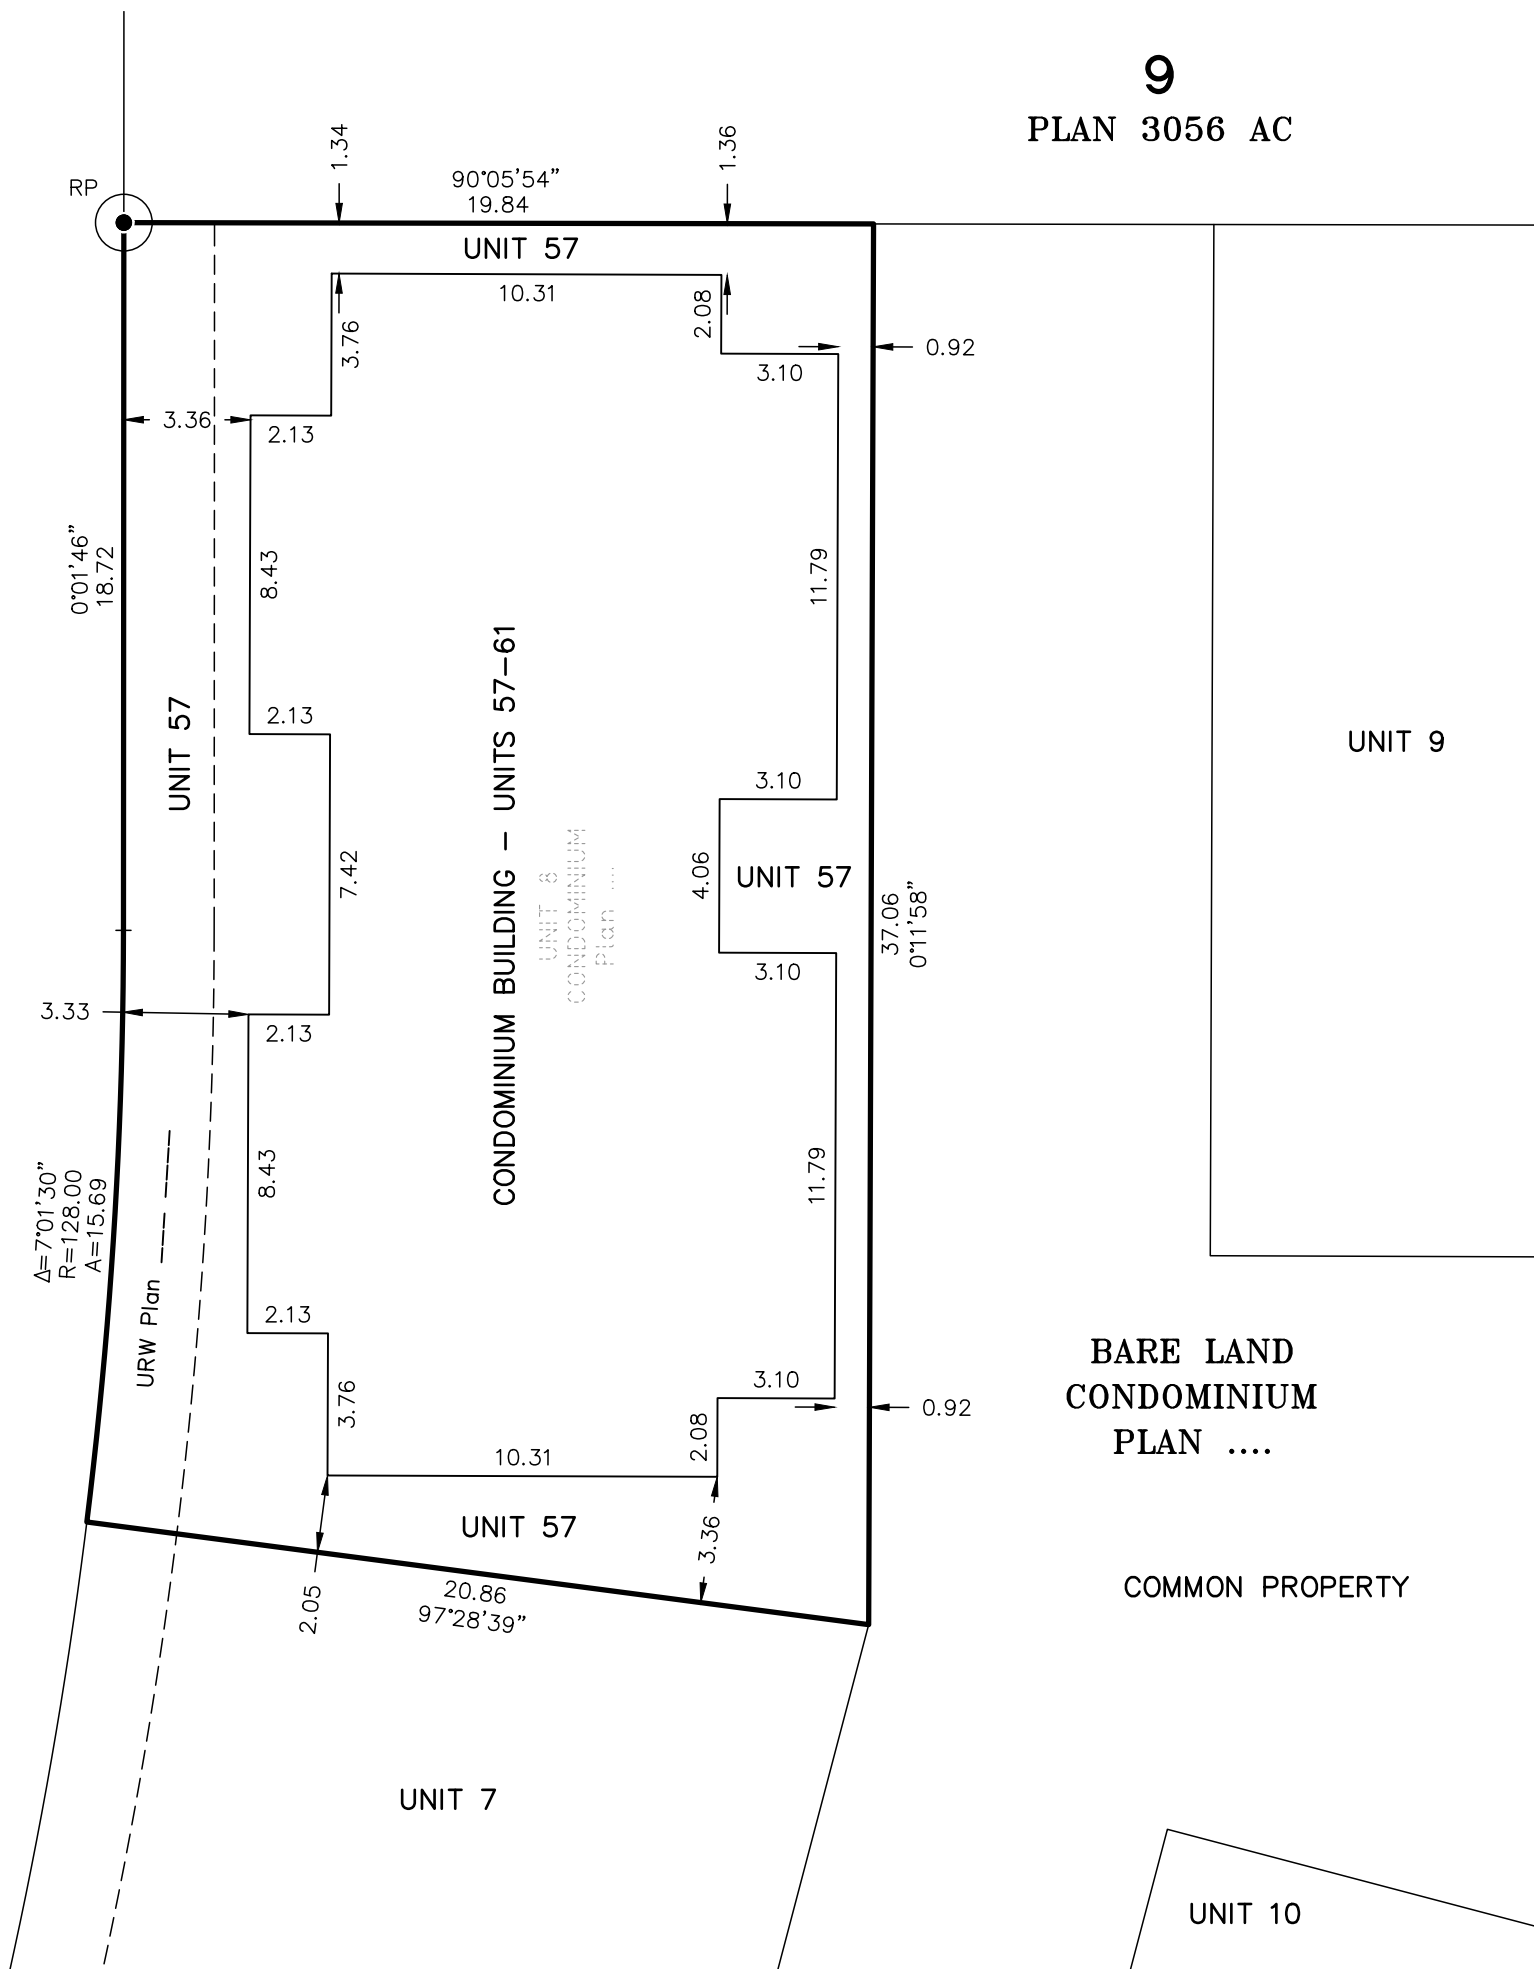 9
PLAN 3056 AC
1.34
1.36
RP
90°05'54"
19.84
UNIT 57
10.31
2.08
3.76
0.92
3.10
3.36
2.13
0°01'46"
18.72
8.43
11.79
UNIT 57
2.13
CONDOMINIUM BUILDING - UNITS 57-61
UNIT 8
CONDOMINIUM
Plan ....
UNIT 9
3.10
7.42
4.06
UNIT 57
37.06
0°11'58"
3.10
3.33
2.13
Δ=7°01'30"
R=128.00
A=15.69
8.43
11.79
URW Plan
2.13
BARE LAND
CONDOMINIUM
PLAN ....
3.10
3.76
2.08
0.92
10.31
UNIT 57
3.36
2.05
20.86
97°28'39"
COMMON PROPERTY
UNIT 7
UNIT 10